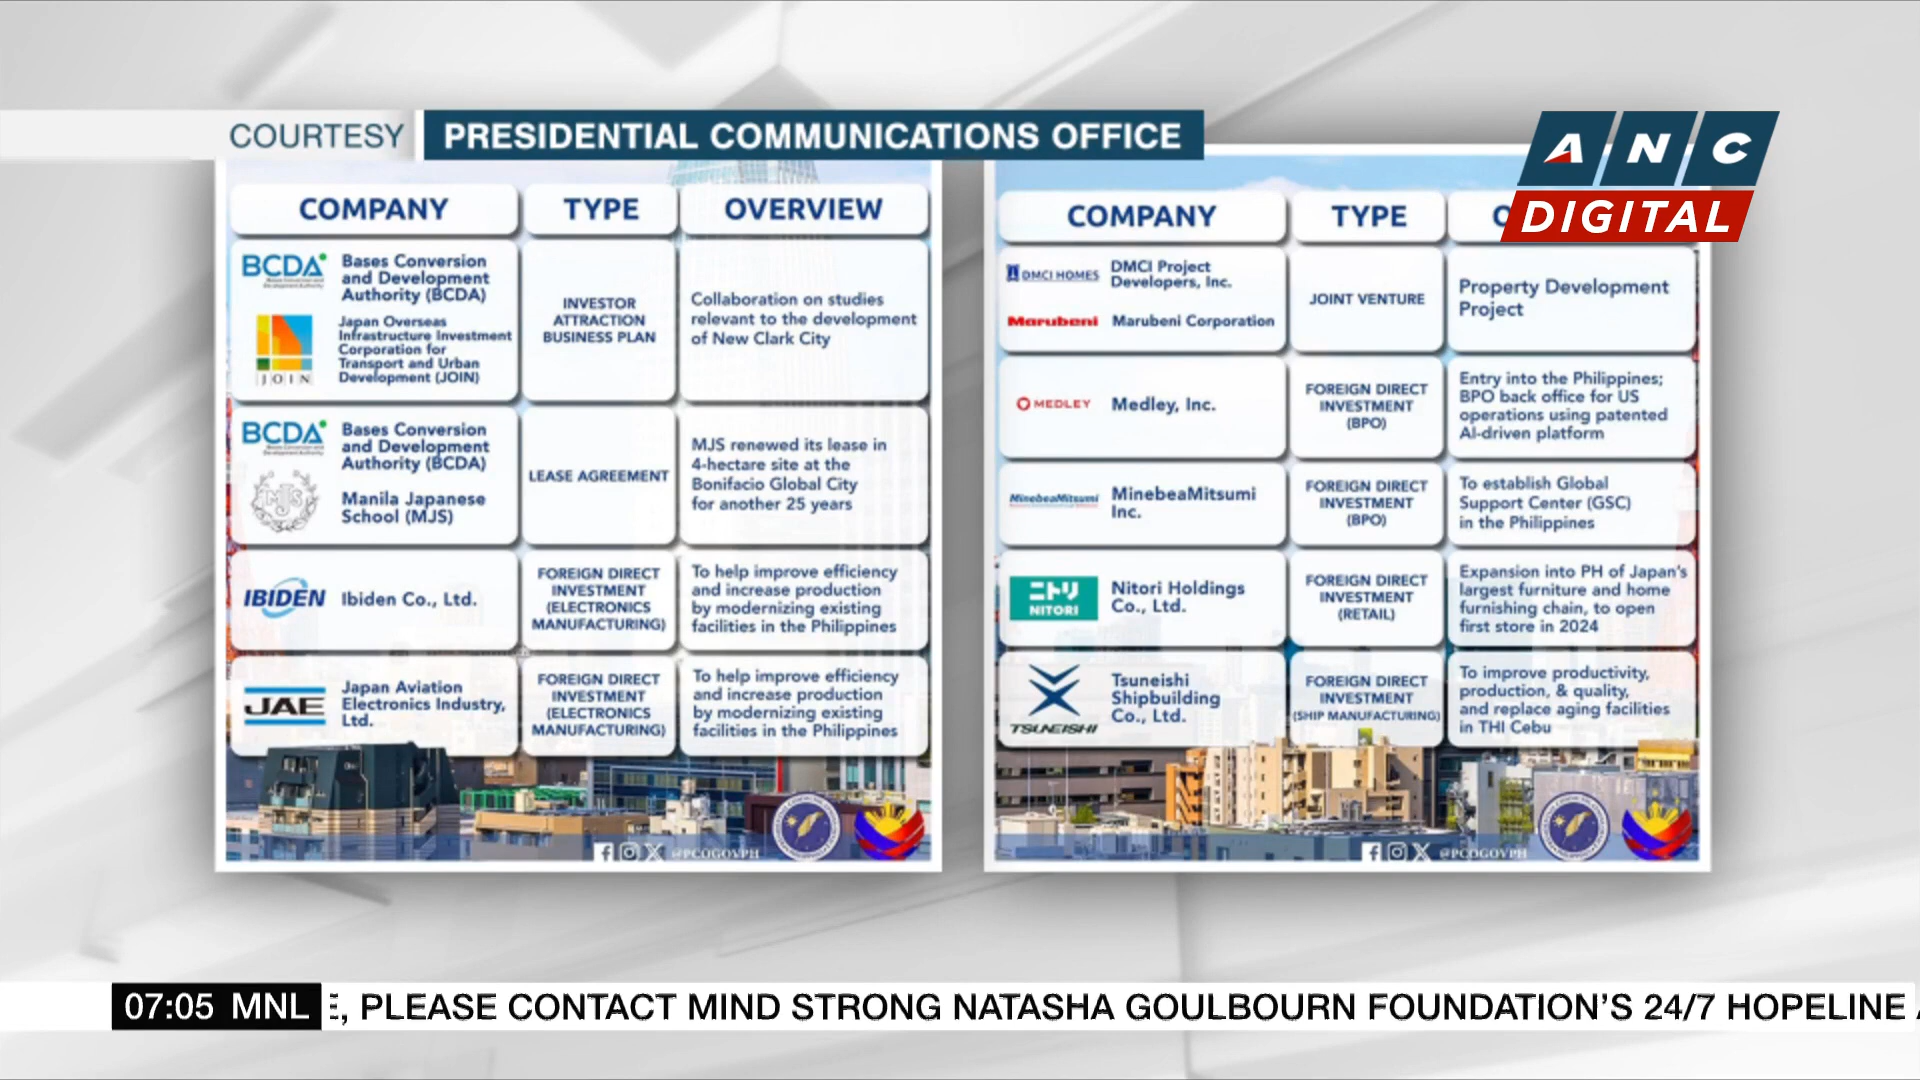 COURTESY PRESIDENTIAL COMMUNICATIONS OFFICE
ANC
DIGITAL
COMPANY TYPE OVERVIEW
BCDA
Bases Conversion
and Development
Authority (BCDA)
JOIN
Japan Overseas
Infrastructure Investment
Corporation for
Transport and Urban
Development (JOIN)
INVESTOR
ATTRACTION
BUSINESS PLAN
Collaboration on studies
relevant to the development
of New Clark City
BCDA
Bases Conversion
and Development
Authority (BCDA)
MJS
Manila Japanese
School (MJS)
LEASE AGREEMENT
MJS renewed its lease in
4-hectare site at the
Bonifacio Global City
for another 25 years
IBIDEN
Ibiden Co., Ltd.
FOREIGN DIRECT
INVESTMENT
(ELECTRONICS
MANUFACTURING)
To help improve efficiency
and increase production
by modernizing existing
facilities in the Philippines
JAE
Japan Aviation
Electronics Industry,
Ltd.
FOREIGN DIRECT
INVESTMENT
(ELECTRONICS
MANUFACTURING)
To help improve efficiency
and increase production
by modernizing existing
facilities in the Philippines
@PCOGOVPH
COMPANY TYPE O
DMCI HOMES
DMCI Project
Developers, Inc.
Marubeni
Marubeni Corporation
JOINT VENTURE
Property Development
Project
MEDLEY
Medley, Inc.
FOREIGN DIRECT
INVESTMENT
(BPO)
Entry into the Philippines;
BPO back office for US
operations using patented
AI-driven platform
MinebeaMitsumi
MinebeaMitsumi
Inc.
FOREIGN DIRECT
INVESTMENT
(BPO)
To establish Global
Support Center (GSC)
in the Philippines
ニトリ
NITORI
Nitori Holdings
Co., Ltd.
FOREIGN DIRECT
INVESTMENT
(RETAIL)
Expansion into PH of Japan's
largest furniture and home
furnishing chain, to open
first store in 2024
TSUNEISHI
Tsuneishi
Shipbuilding
Co., Ltd.
FOREIGN DIRECT
INVESTMENT
(SHIP MANUFACTURING)
To improve productivity,
production, & quality,
and replace aging facilities
in THI Cebu
@PCOGOVPH
07:05 MNL
E, PLEASE CONTACT MIND STRONG NATASHA GOULBOURN FOUNDATION'S 24/7 HOPELINE